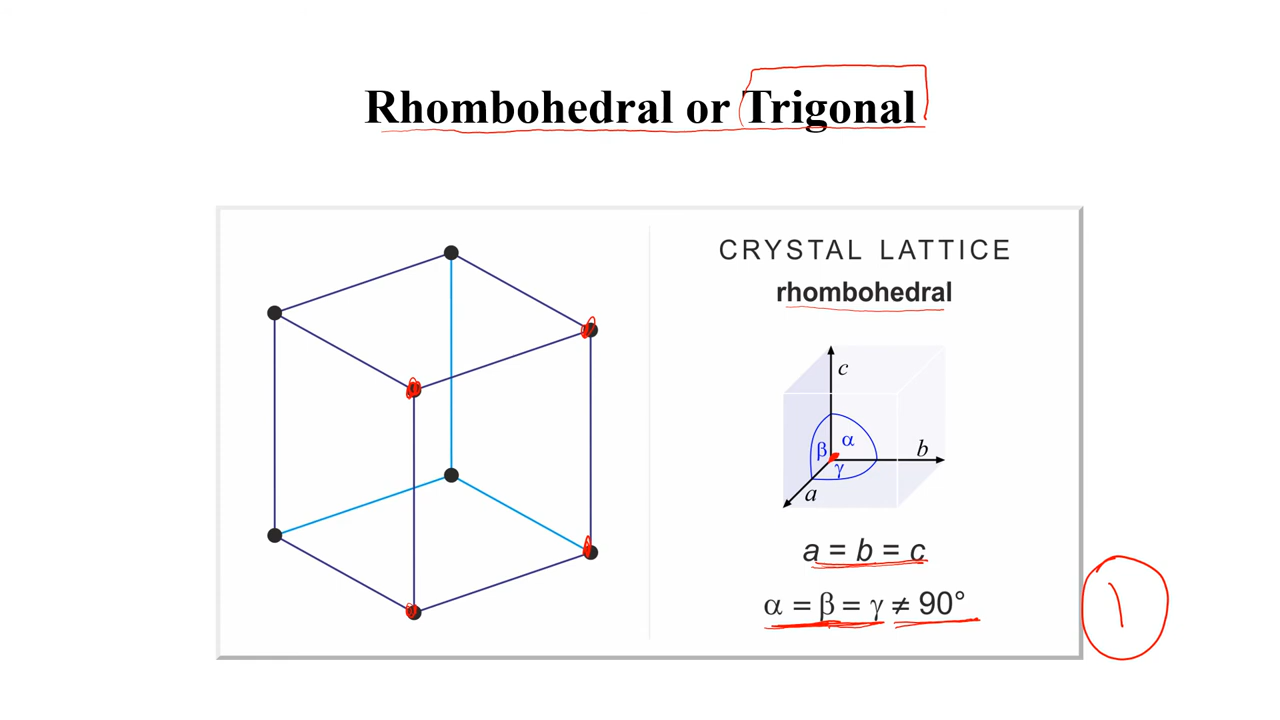 Rhombohedral or Trigonal
CRYSTAL LATTICE
rhombohedral
c
α
β
b
γ
a
a = b = c
α = β = γ ≠ 90°
1